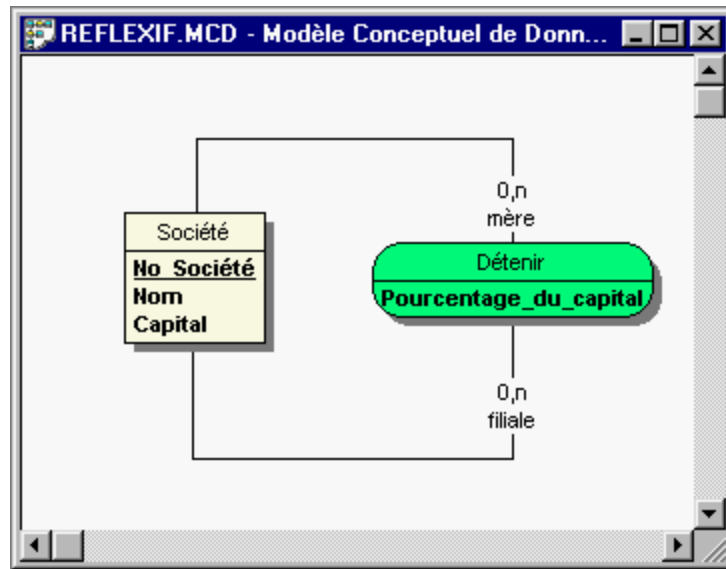 REFLEXIF.MCD - Modèle Conceptuel de Donn...
0,n
mère
Société
No_Société
Nom
Capital
Détenir
Pourcentage_du_capital
0,n
filiale